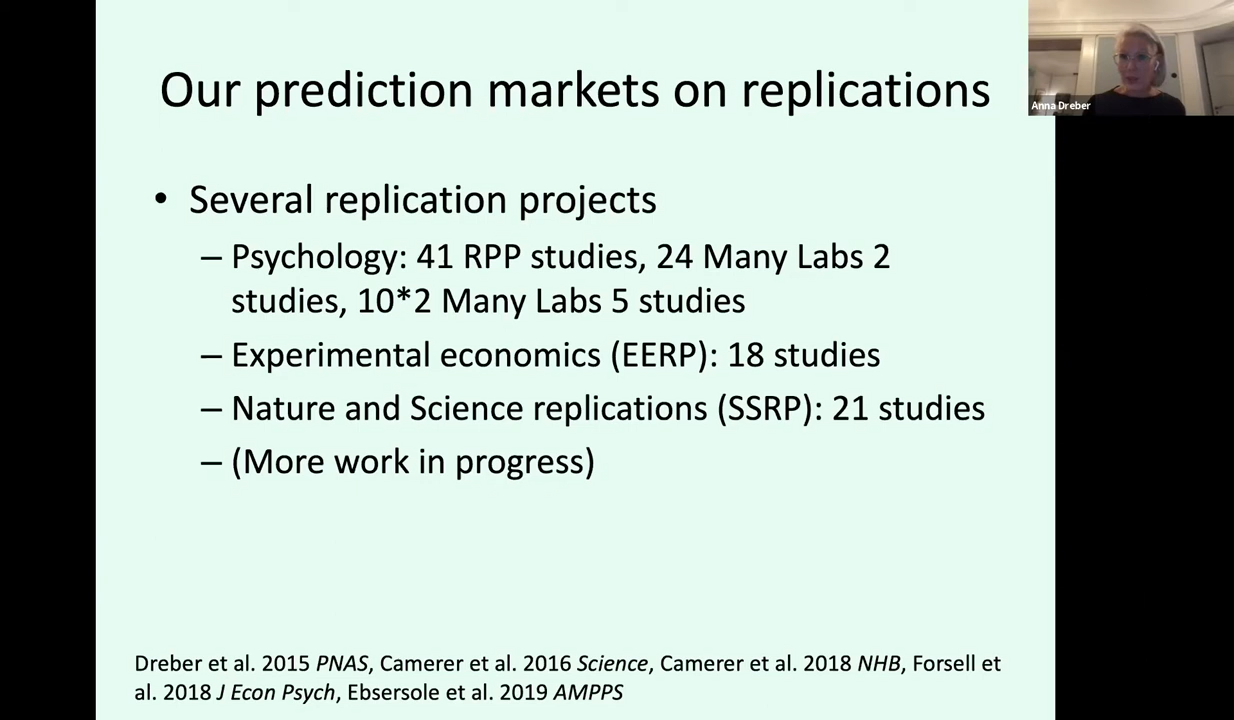 Our prediction markets on replications
Anna Dreber
• Several replication projects
– Psychology: 41 RPP studies, 24 Many Labs 2
studies, 10*2 Many Labs 5 studies
– Experimental economics (EERP): 18 studies
– Nature and Science replications (SSRP): 21 studies
– (More work in progress)
Dreber et al. 2015 PNAS, Camerer et al. 2016 Science, Camerer et al. 2018 NHB, Forsell et
al. 2018 J Econ Psych, Ebsersole et al. 2019 AMPPS